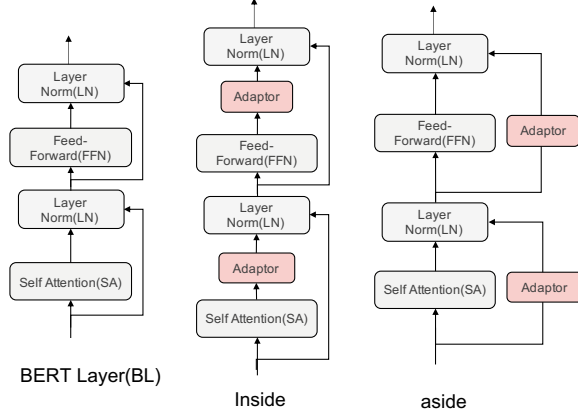 Layer
Norm(LN)
Feed-
Forward(FFN)
Layer
Norm(LN)
Self Attention(SA)
BERT Layer(BL)
Layer
Norm(LN)
Adaptor
Feed-
Forward(FFN)
Layer
Norm(LN)
Adaptor
Self Attention(SA)
Inside
Layer
Norm(LN)
Feed-
Forward(FFN)
Adaptor
Layer
Norm(LN)
Self Attention(SA)
Adaptor
aside